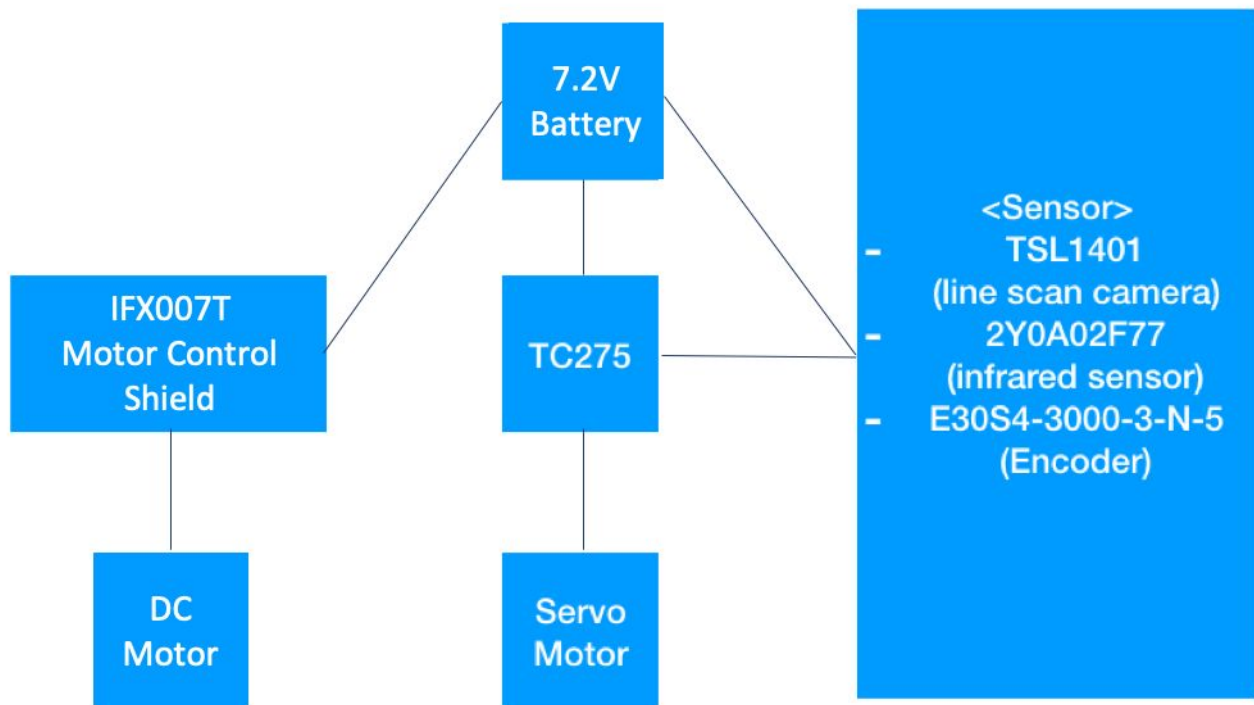 7.2V
Battery
IFX007T
Motor Control
Shield
TC275
DC
Motor
Servo
Motor
<Sensor>
- TSL1401
(line scan camera)
- 2Y0A02F77
(infrared sensor)
- E30S4-3000-3-N-5
(Encoder)